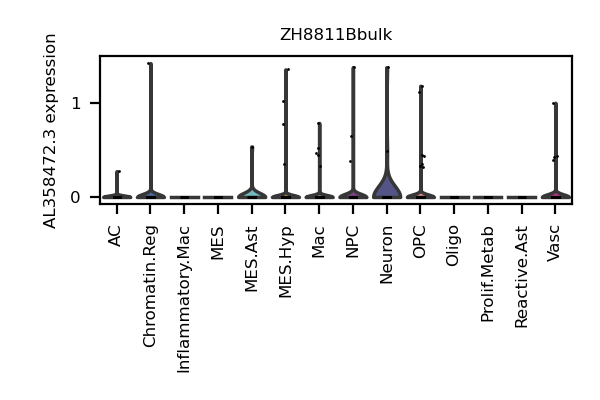 ZH8811Bbulk
AL358472.3 expression
1
0
AC
Chromatin.Reg
Inflammatory.Mac
MES
MES.Ast
MES.Hyp
Mac
NPC
Neuron
OPC
Oligo
Prolif.Metab
Reactive.Ast
Vasc